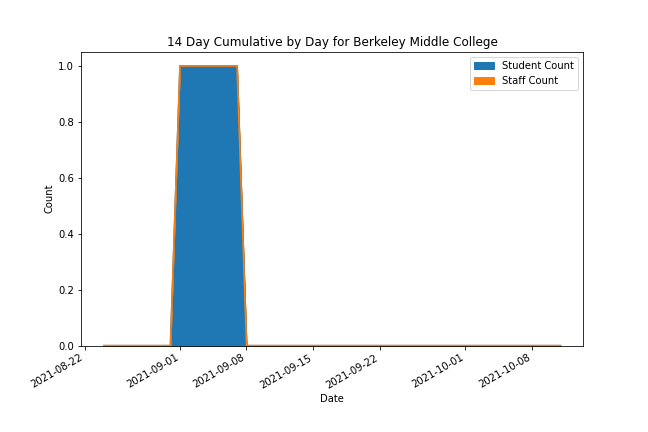 14 Day Cumulative by Day for Berkeley Middle College
Student Count
Staff Count
1.0
0.8
0.6
0.4
0.2
0.0
Count
2021-08-22
2021-09-01
2021-09-08
2021-09-15
2021-09-22
2021-10-01
2021-10-08
Date